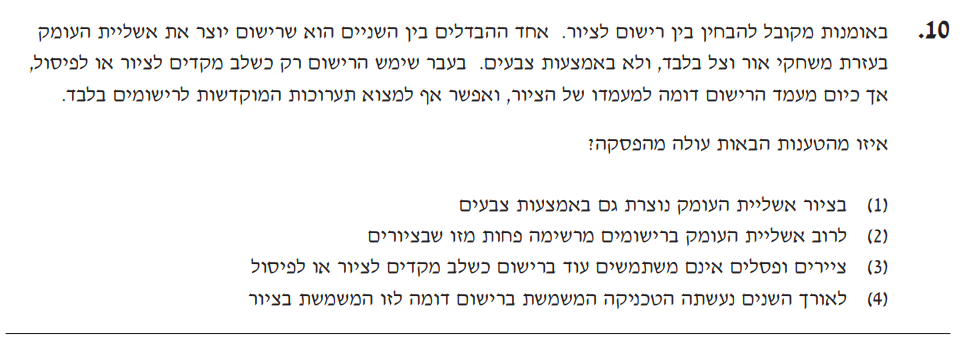 10. באומנות מקובל להבחין בין רישום לציור. אחד ההבדלים בין השניים הוא שרישום יוצר את אשליית העומק
בעזרת משחקי אור וצל בלבד, ולא באמצעות צבעים. בעבר שימש הרישום רק כשלב מקדים לציור או לפיסול,
אך כיום מעמד הרישום דומה למעמדו של הציור, ואפשר אף למצוא תערוכות המוקדשות לרישומים בלבד.
איזו מהטענות הבאות עולה מהפסקה?
(1) בציור אשליית העומק נוצרת גם באמצעות צבעים
(2) לרוב אשליית העומק ברישומים מרשימה פחות מזו שבציורים
(3) ציירים ופסלים אינם משתמשים עוד ברישום כשלב מקדים לציור או לפיסול
(4) לאורך השנים נעשתה הטכניקה המשמשת ברישום דומה לזו המשמשת בציור